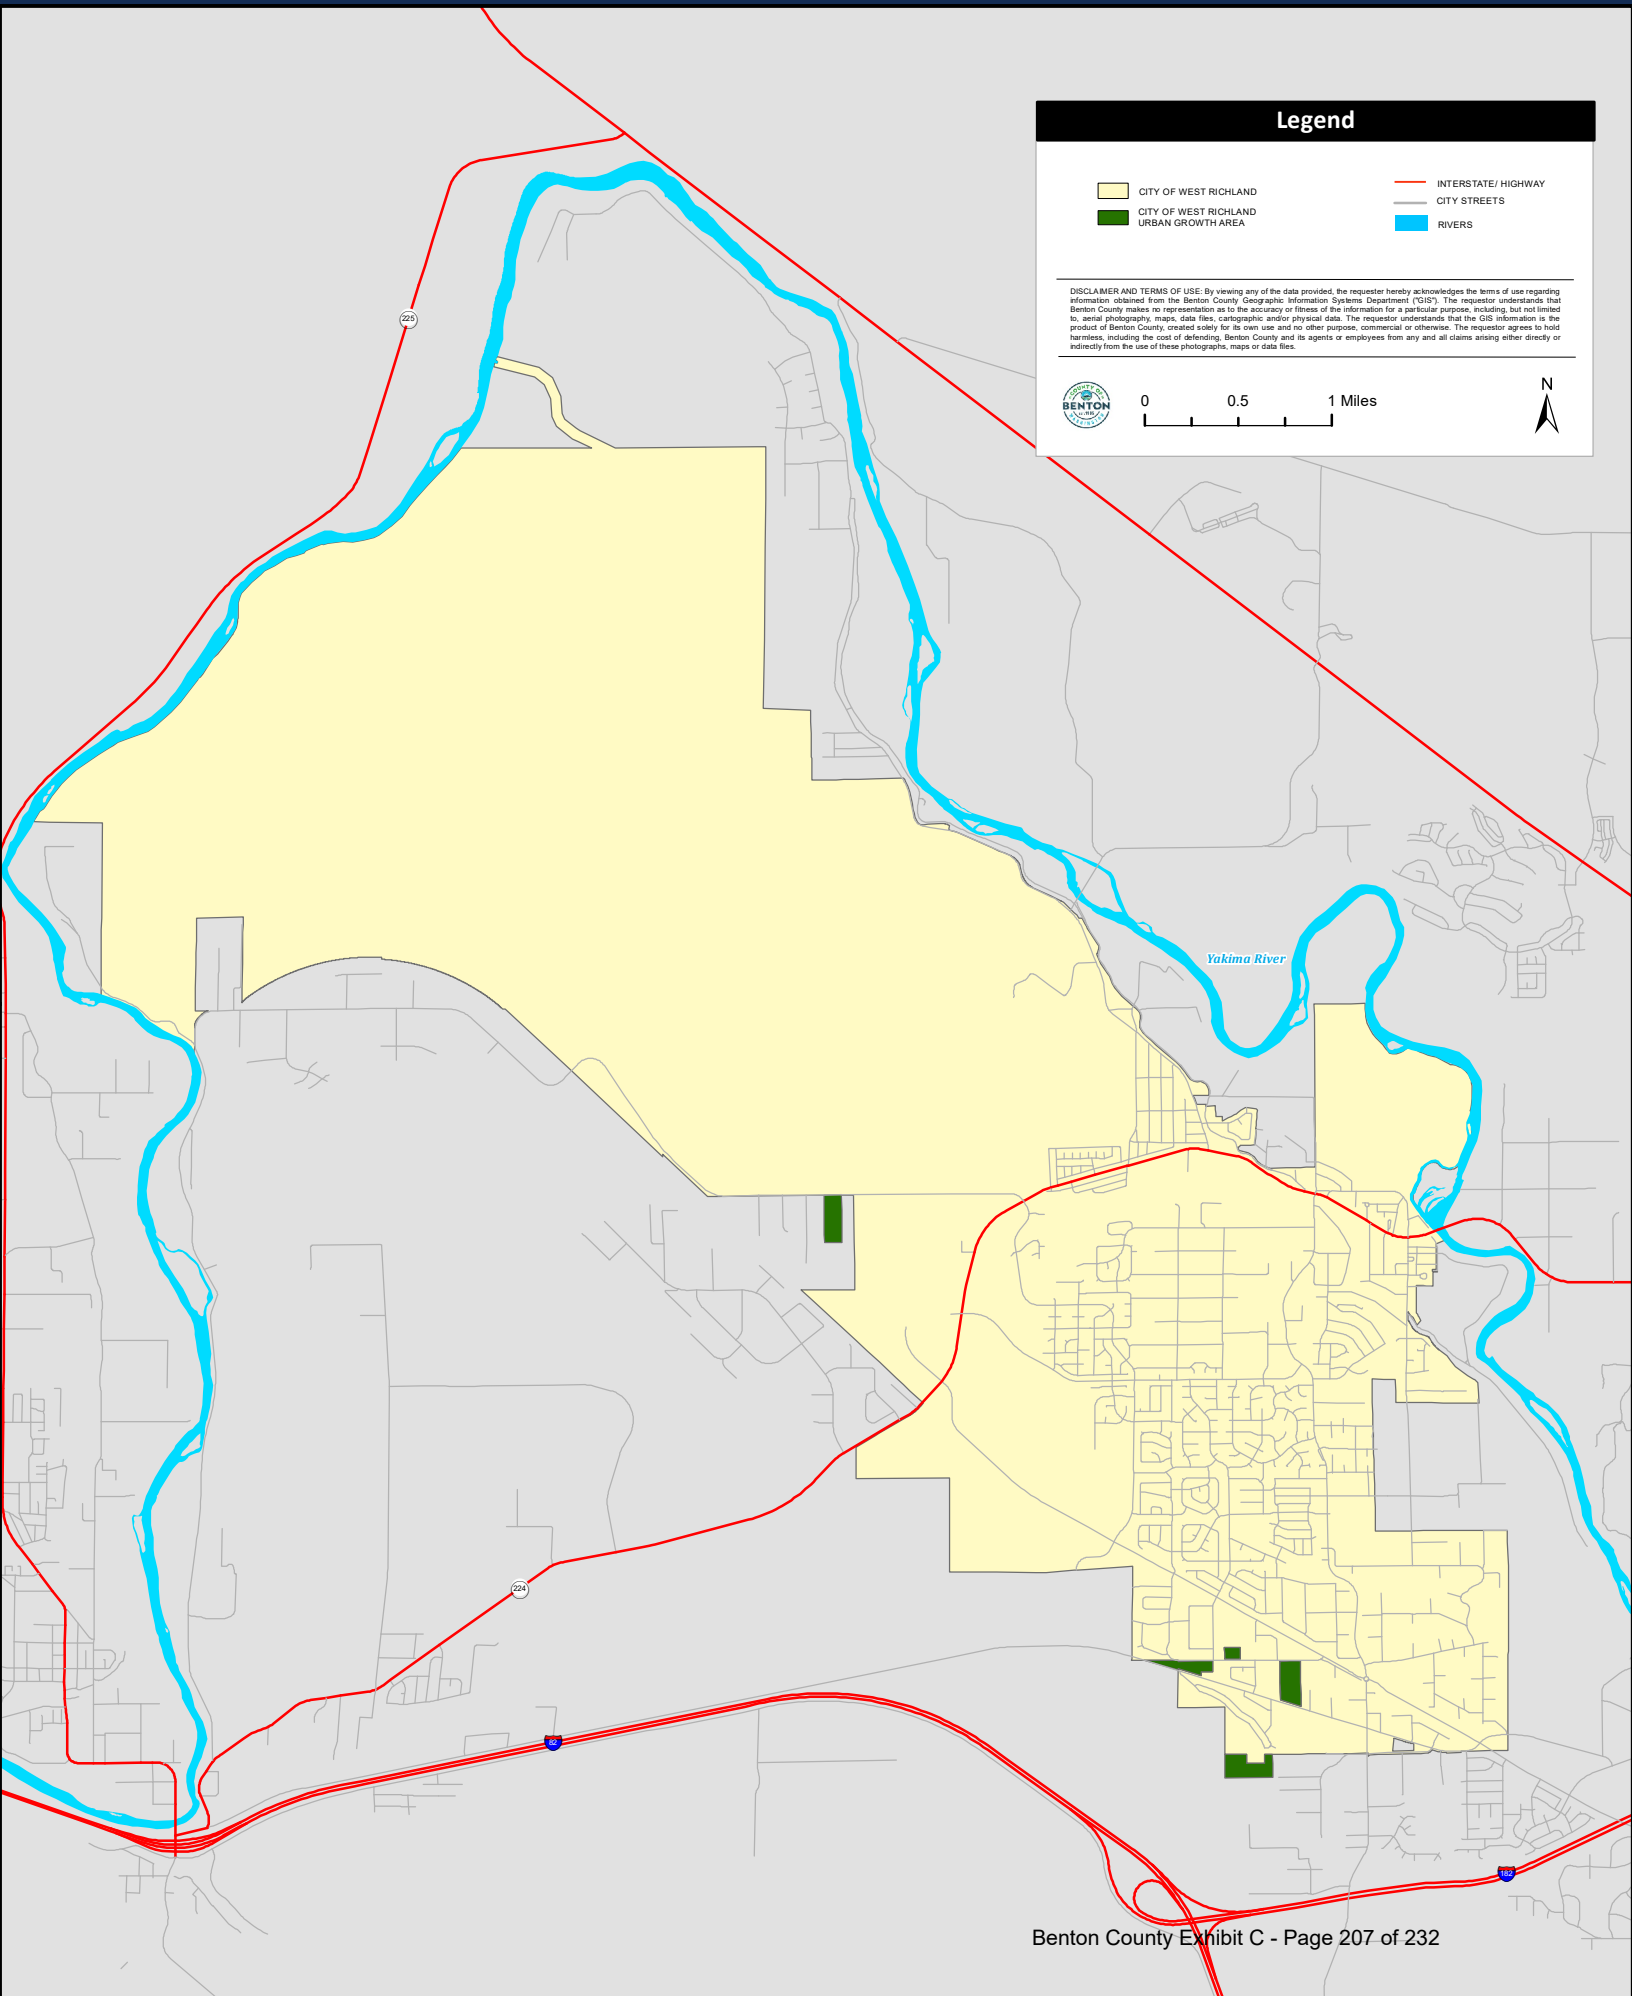 Legend
CITY OF WEST RICHLAND
CITY OF WEST RICHLAND
URBAN GROWTH AREA
INTERSTATE/ HIGHWAY
CITY STREETS
RIVERS
DISCLAIMER AND TERMS OF USE: By viewing any of the data provided, the requester hereby acknowledges the terms of use regarding
information obtained from the Benton County Geographic Information Systems Department ("GIS"). The requestor understands that
Benton County makes no representation as to the accuracy or fitness of the information for a particular purpose, including, but not limited
to, aerial photography, maps, data files, cartographic and/or physical data. The requestor understands that the GIS information is the
product of Benton County, created solely for its own use and no other purpose, commercial or otherwise. The requestor agrees to hold
harmless, including the cost of defending, Benton County and its agents or employees from any and all claims arising either directly or
indirectly from the use of these photographs, maps or data files.
COUNTY OF
BENTON
WASHINGTON
0 0.5 1 Miles
N
225
Yakima River
224
82
182
Benton County Exhibit C - Page 207 of 232